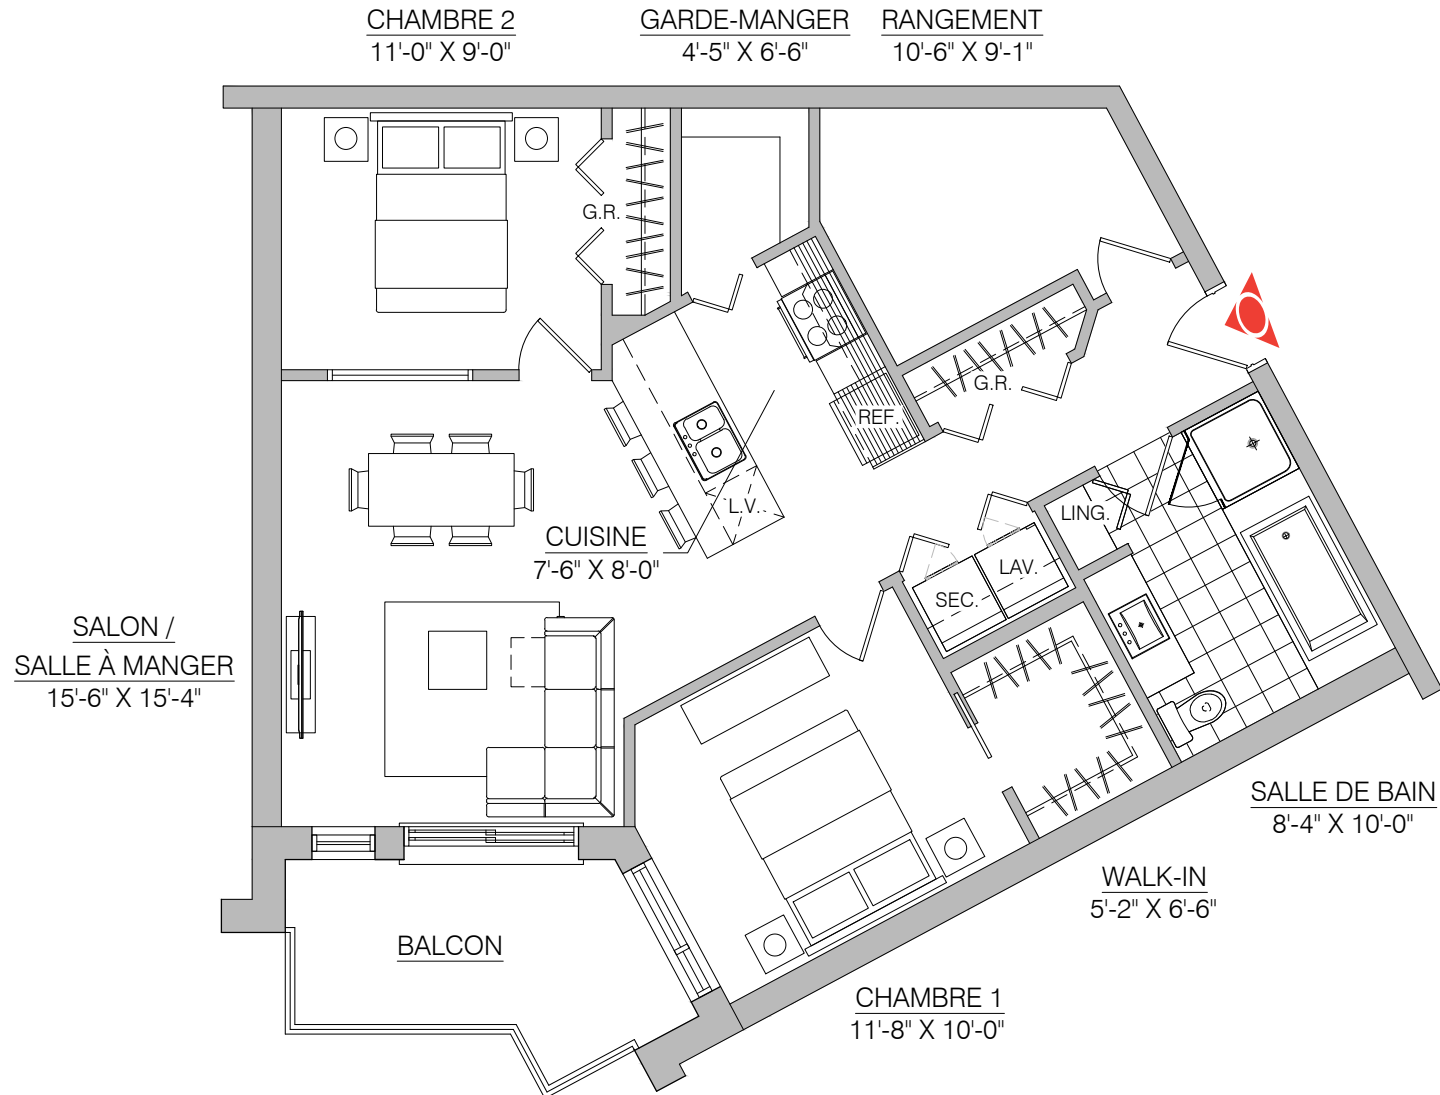 CHAMBRE 2
11'-0" X 9'-0"
GARDE-MANGER
4'-5" X 6'-6"
RANGEMENT
10'-6" X 9'-1"
G.R.
G.R.
REF.
L.V.
LING.
CUISINE
7'-6" X 8'-0"
LAV.
SEC.
SALON /
SALLE À MANGER
15'-6" X 15'-4"
SALLE DE BAIN
8'-4" X 10'-0"
WALK-IN
5'-2" X 6'-6"
BALCON
CHAMBRE 1
11'-8" X 10'-0"